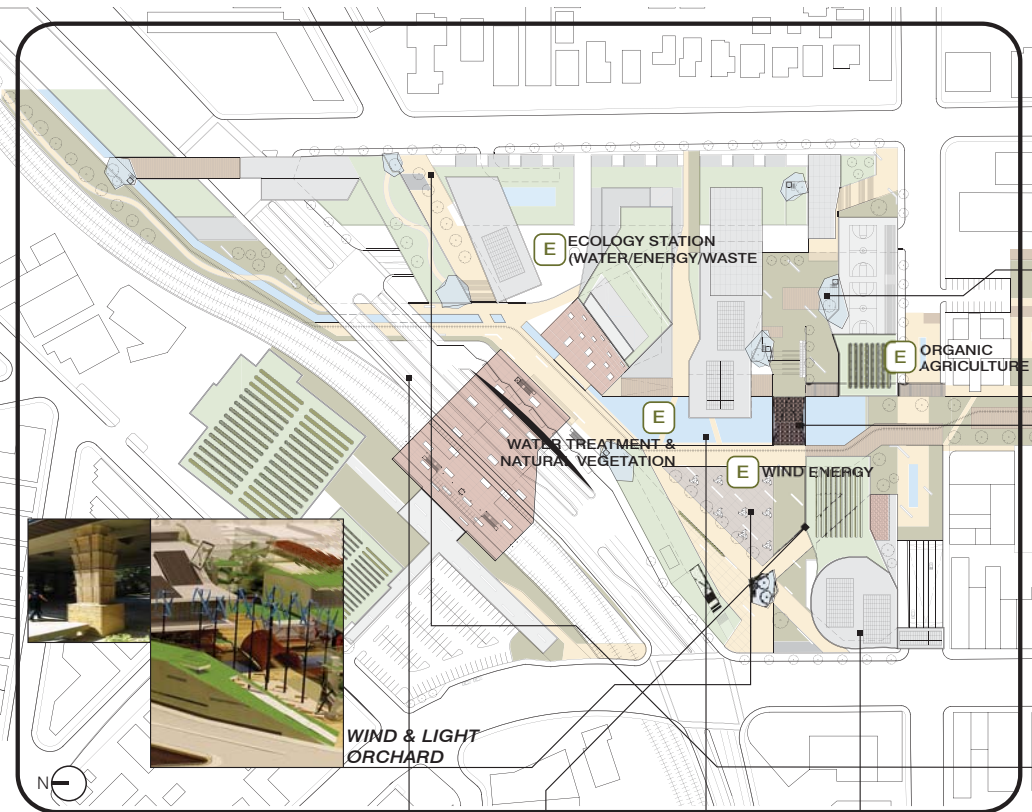 E
ECOLOGY STATION
(WATER/ENERGY/WASTE
E
ORGANIC
AGRICULTURE
E
WATER TREATMENT &
NATURAL VEGETATION
E
WIND ENERGY
WIND & LIGHT
ORCHARD
N